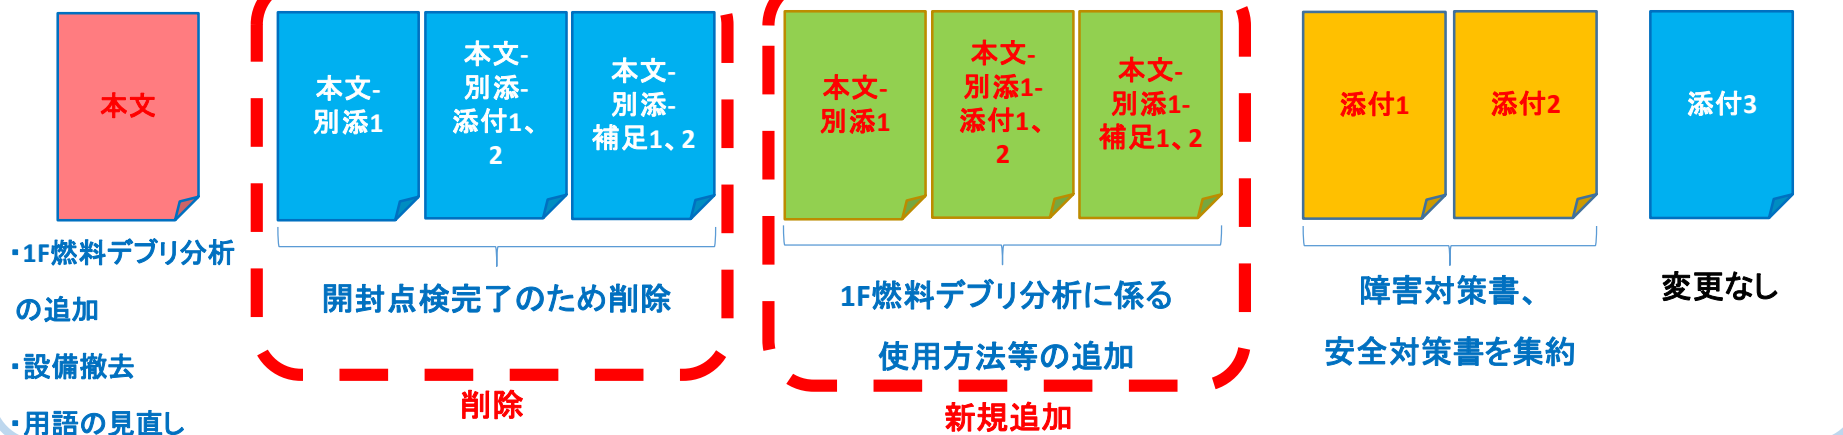 本文
・1F燃料デブリ分析
の追加
・設備撤去
・用語の見直し
本文-
別添1
本文-
別添-
添付1、
2
本文-
別添-
補足1、2
開封点検完了のため削除
削除
本文-
別添1
本文-
別添1-
添付1、
2
本文-
別添1-
補足1、2
1F燃料デブリ分析に係る
使用方法等の追加
新規追加
添付1
添付2
障害対策書、
安全対策書を集約
添付3
変更なし